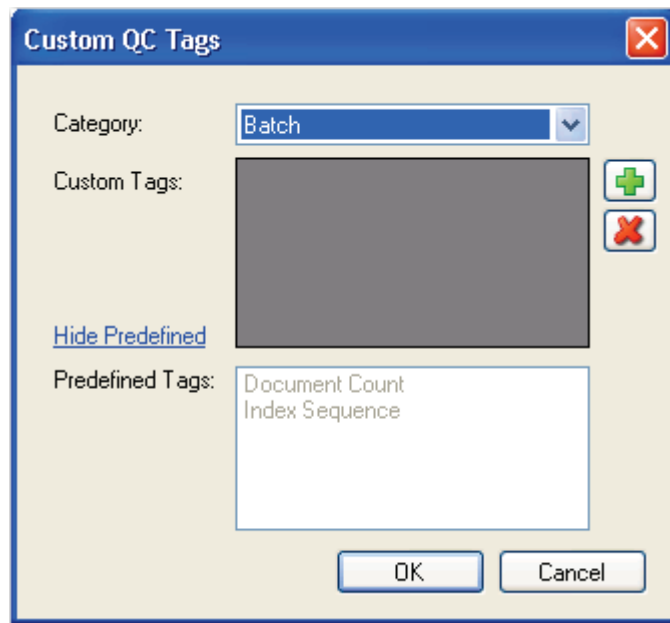 Custom QC Tags
Category:
Batch
Custom Tags:
Hide Predefined
Predefined Tags:
Document Count
Index Sequence
OK
Cancel